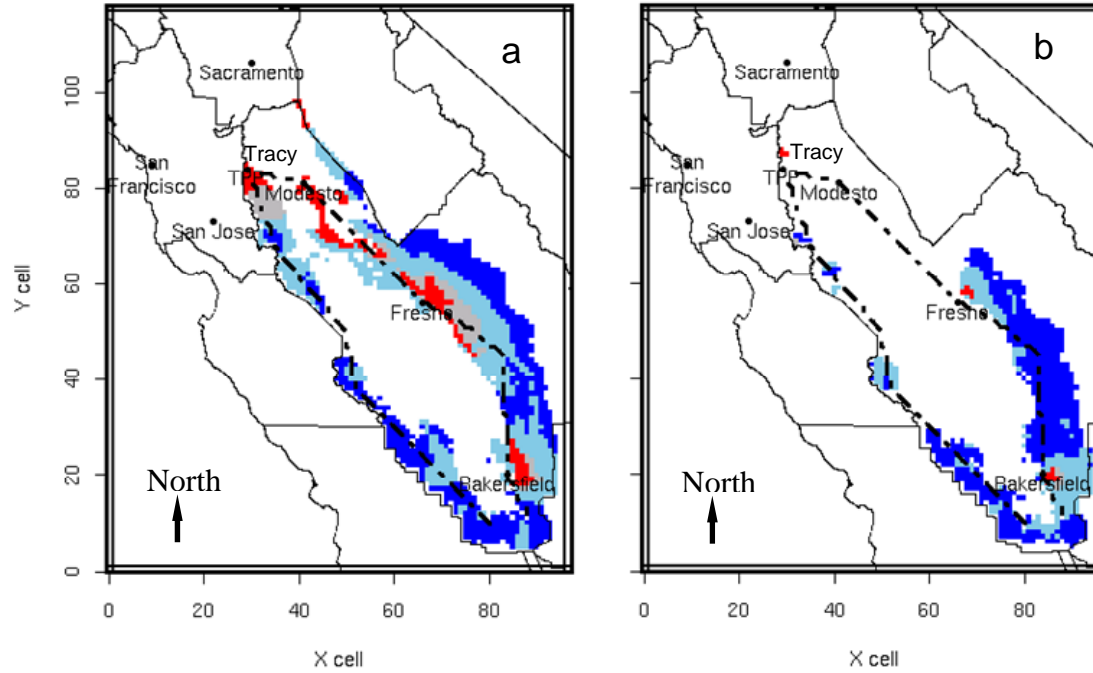 a
Sacramento
Tracy
San
Francisco
TPP
Modesto
San Jose
Fresno
Bakersfield
North
Y cell
0
20
40
60
80
100
0
20
40
60
80
X cell
b
Sacramento
Tracy
San
Francisco
TPP
Modesto
San Jose
Fresno
Bakersfield
North
0
20
40
60
80
X cell